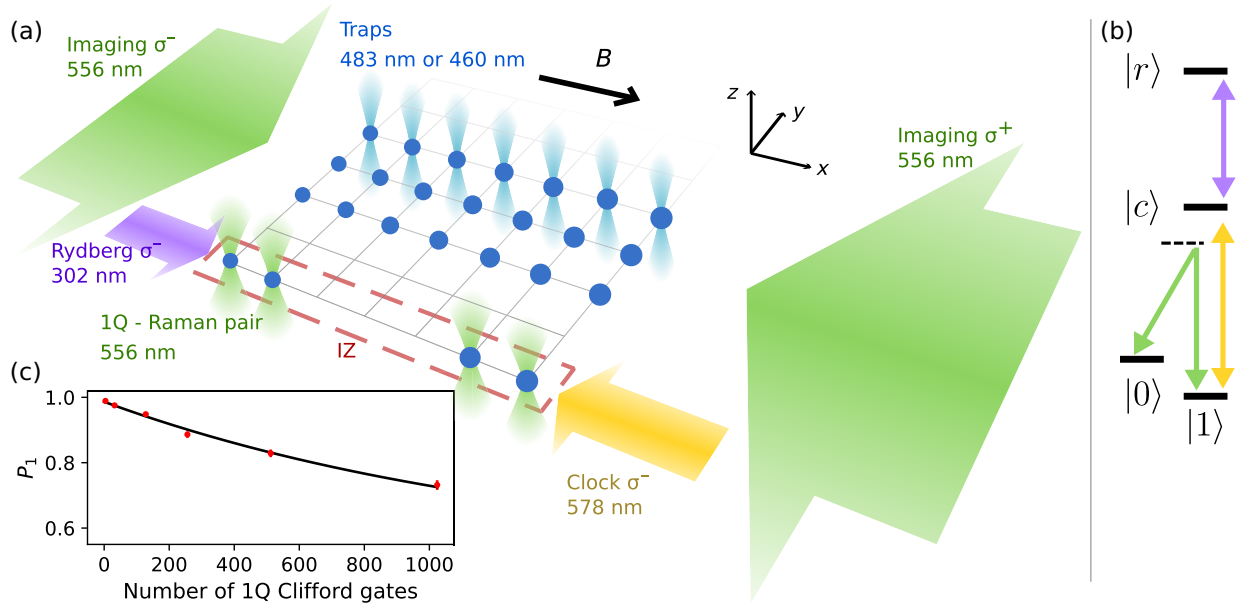 (a)
Imaging σ⁻
556 nm
Traps
483 nm or 460 nm
B
z
y
x
Imaging σ⁺
556 nm
Rydberg σ⁻
302 nm
1Q - Raman pair
556 nm
IZ
Clock σ⁻
578 nm
(b)
|r⟩
|c⟩
|0⟩
|1⟩
(c)
1.0
0.8
0.6
P₁
0 200 400 600 800 1000
Number of 1Q Clifford gates